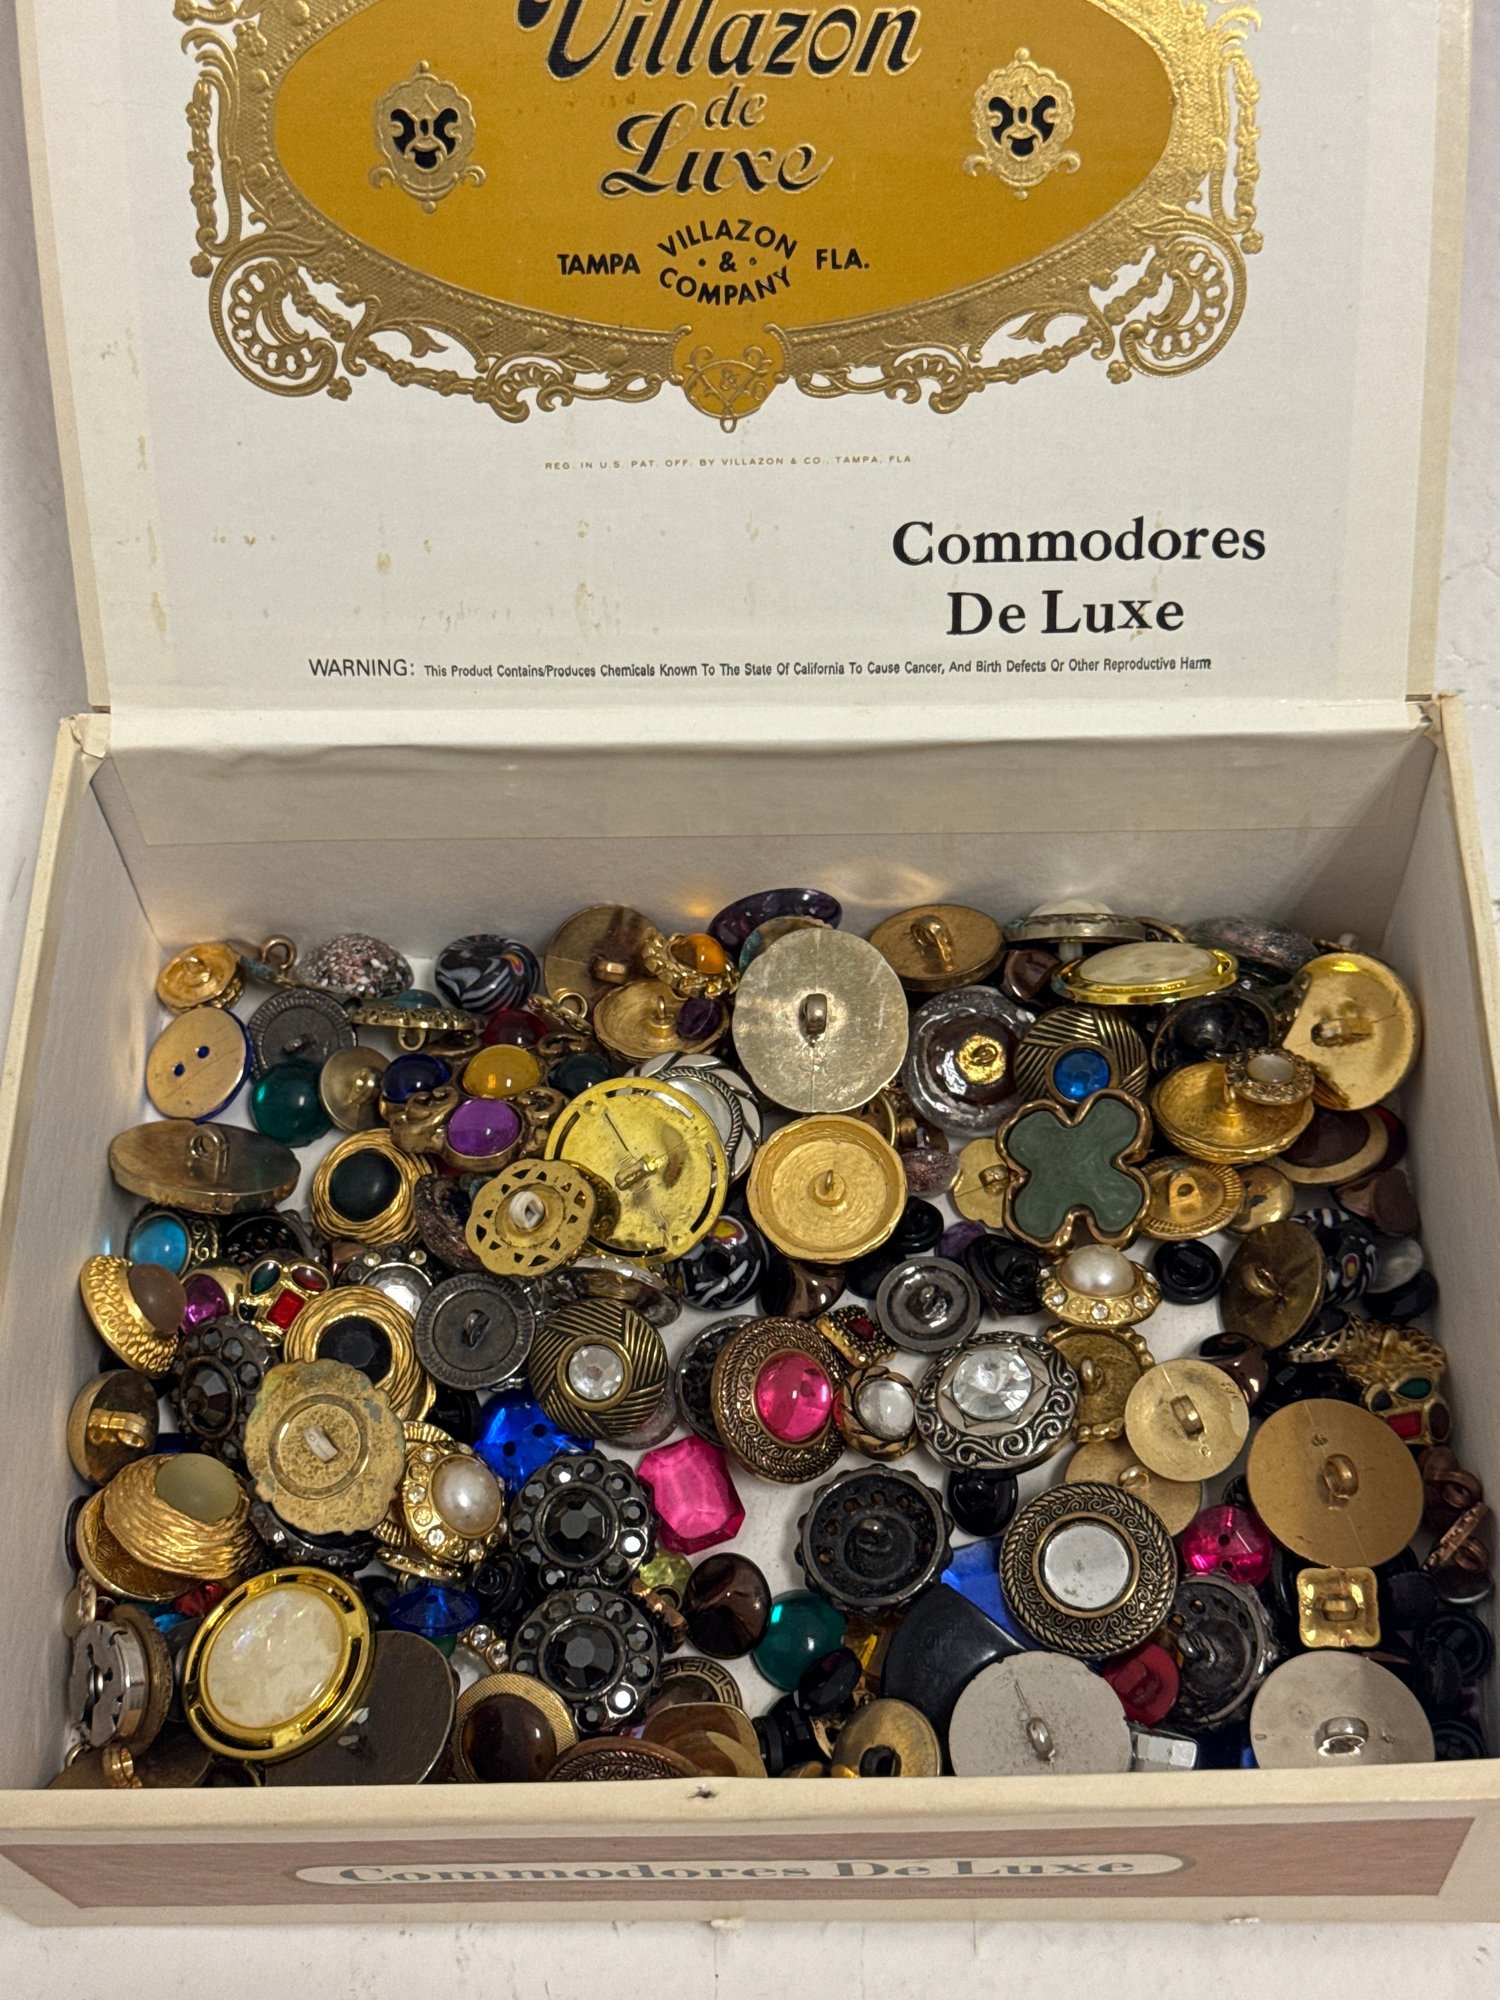 Villazon
de
Luxe
TAMPA VILLAZON & COMPANY FLA.
REG. IN U.S. PAT. OFF. BY VILLAZON & CO., TAMPA, FLA.
Commodores
De Luxe
WARNING: This Product Contains/Produces Chemicals Known To The State Of California To Cause Cancer, And Birth Defects Or Other Reproductive Harm
Commodores De Luxe